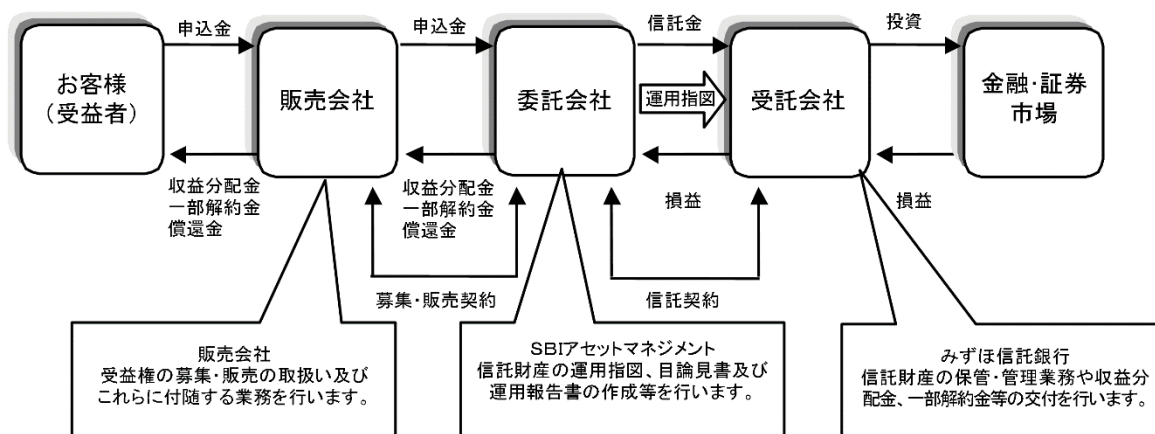 申込金
申込金
信託金
投資
お客様
(受益者)
販売会社
委託会社
運用指図
受託会社
金融・証券
市場
収益分配金
一部解約金
償還金
収益分配金
一部解約金
償還金
損益
損益
募集・販売契約
信託契約
販売会社
受益権の募集・販売の取扱い及び
これらに付随する業務を行います。
SBIアセットマネジメント
信託財産の運用指図、目論見書及び
運用報告書の作成等を行います。
みずほ信託銀行
信託財産の保管・管理業務や収益分
配金、一部解約金等の交付を行います。